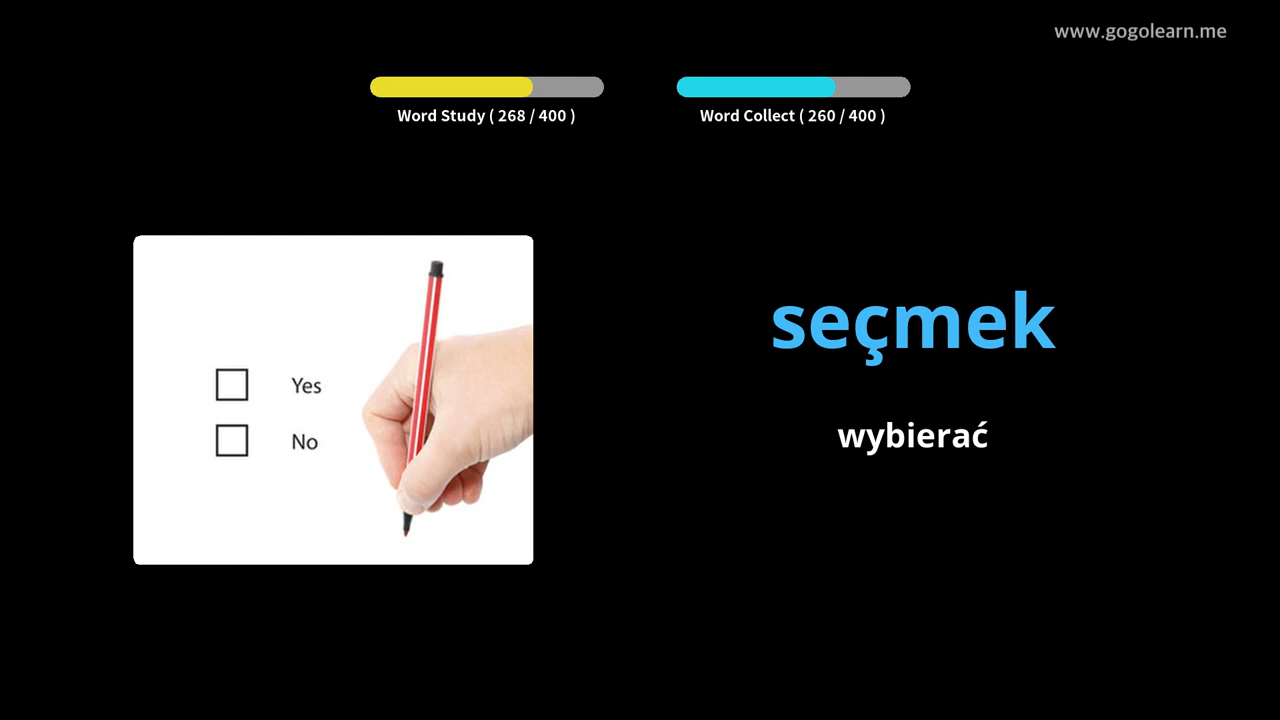 www.gogolearn.me
Word Study ( 268 / 400 )
Word Collect ( 260 / 400 )
Yes
No
seçmek
wybierać